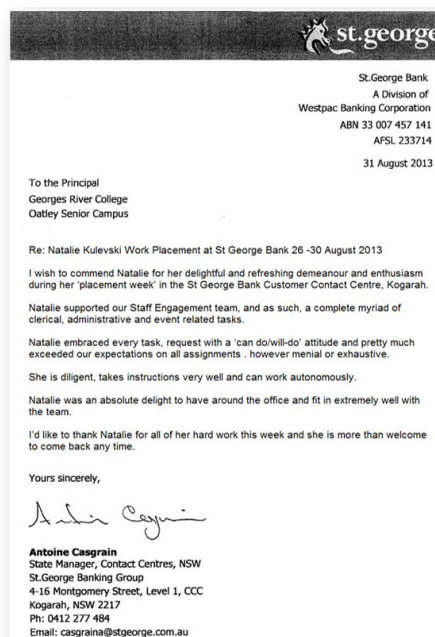 st.george
St.George Bank
A Division of
Westpac Banking Corporation
ABN 33 007 457 141
AFSL 233714
31 August 2013
To the Principal
Georges River College
Oatley Senior Campus
Re: Natalie Kulevski Work Placement at St George Bank 26 -30 August 2013
I wish to commend Natalie for her delightful and refreshing demeanour and enthusiasm
during her 'placement week' in the St George Bank Customer Contact Centre, Kogarah.
Natalie supported our Staff Engagement team, and as such, a complete myriad of
clerical, administrative and event related tasks.
Natalie embraced every task, request with a 'can do/will-do' attitude and pretty much
exceeded our expectations on all assignments . however menial or exhaustive.
She is diligent, takes instructions very well and can work autonomously.
Natalie was an absolute delight to have around the office and fit in extremely well with
the team.
I'd like to thank Natalie for all of her hard work this week and she is more than welcome
to come back any time.
Yours sincerely,
Antoine Casgrain
State Manager, Contact Centres, NSW
St.George Banking Group
4-16 Montgomery Street, Level 1, CCC
Kogarah, NSW 2217
Ph: 0412 277 484
Email: casgraina@stgeorge.com.au